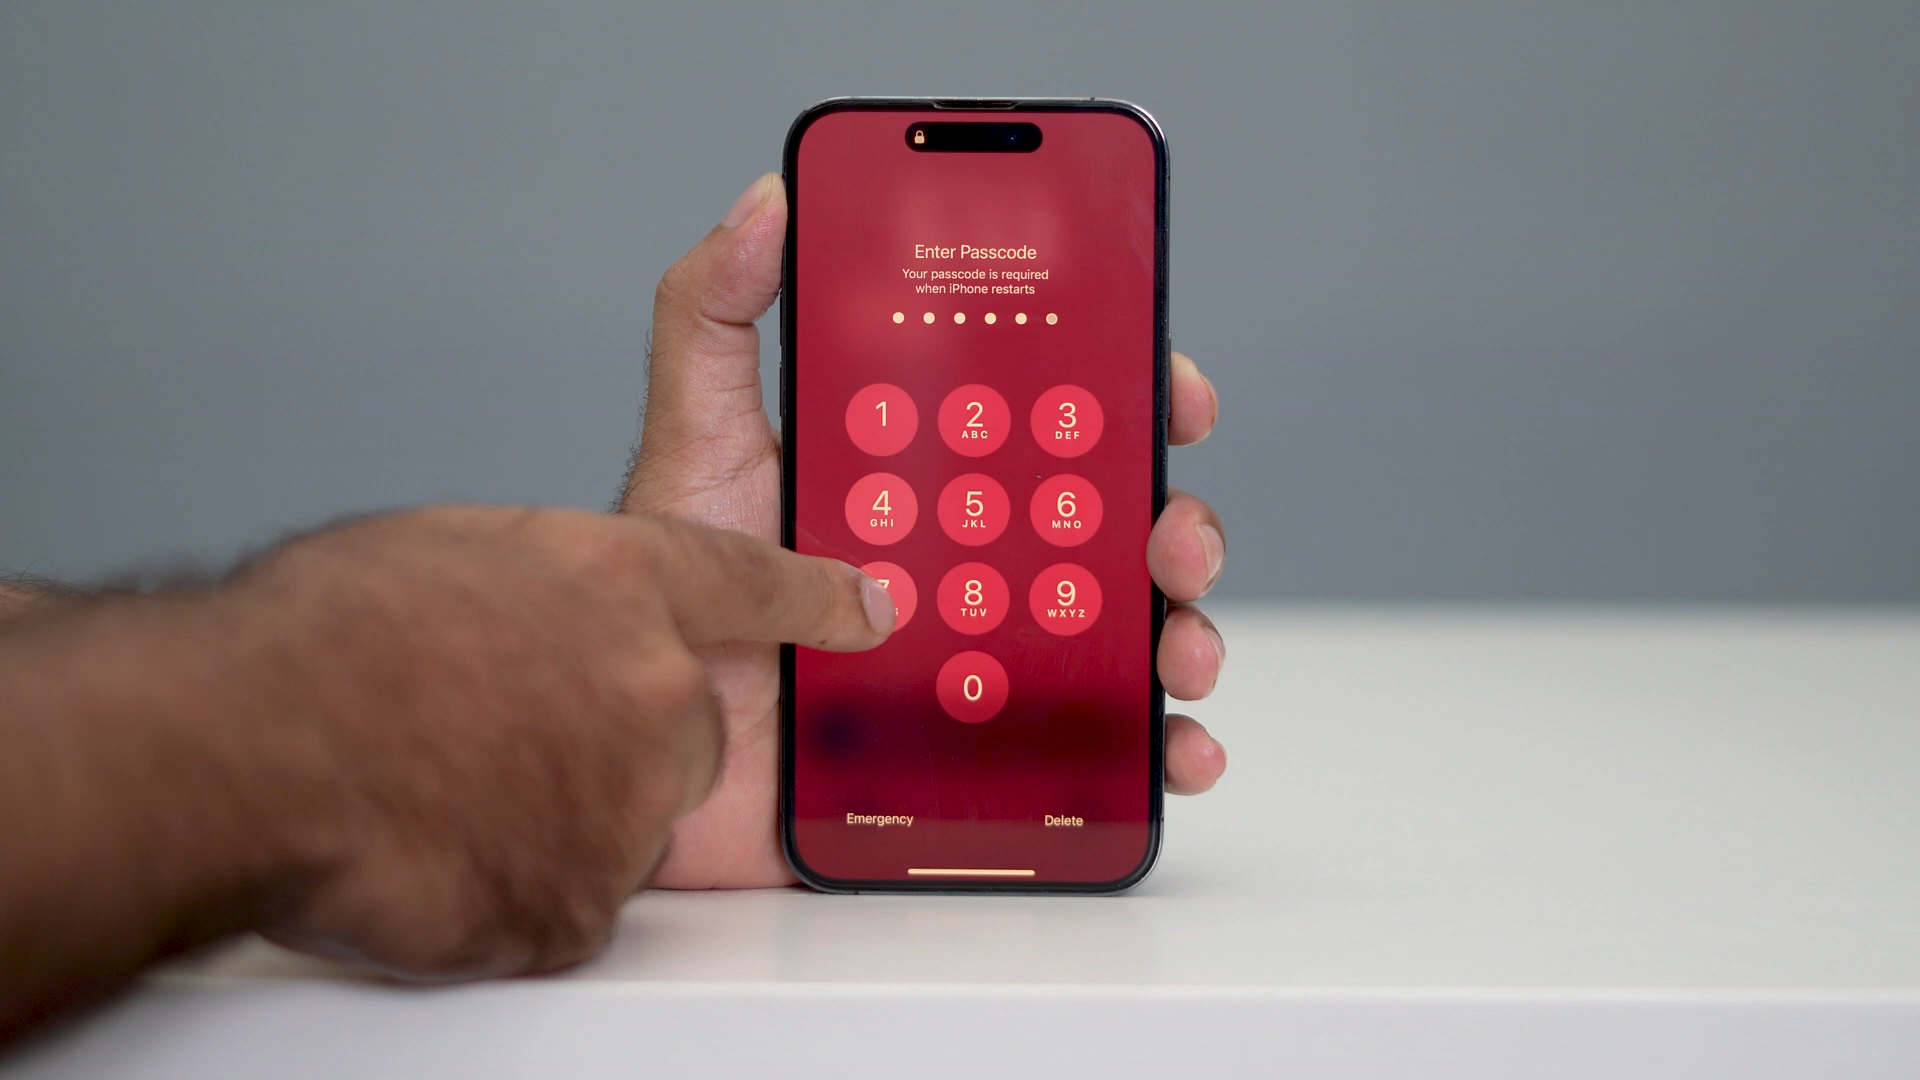 Enter Passcode
Your passcode is required
when iPhone restarts
1 2 3
ABC DEF
4 5 6
GHI JKL MNO
7 8 9
TUV WXYZ
0
Emergency Delete